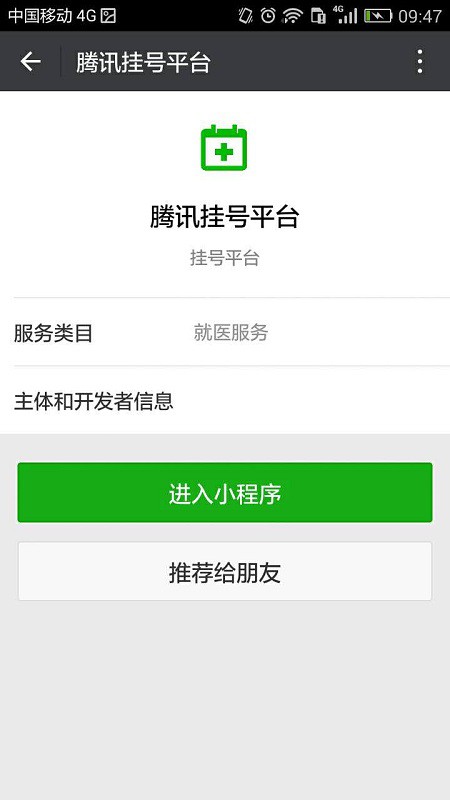 中国移动 4G 4G 09:47
腾讯挂号平台
腾讯挂号平台
挂号平台
服务类目 就医服务
主体和开发者信息
进入小程序
推荐给朋友